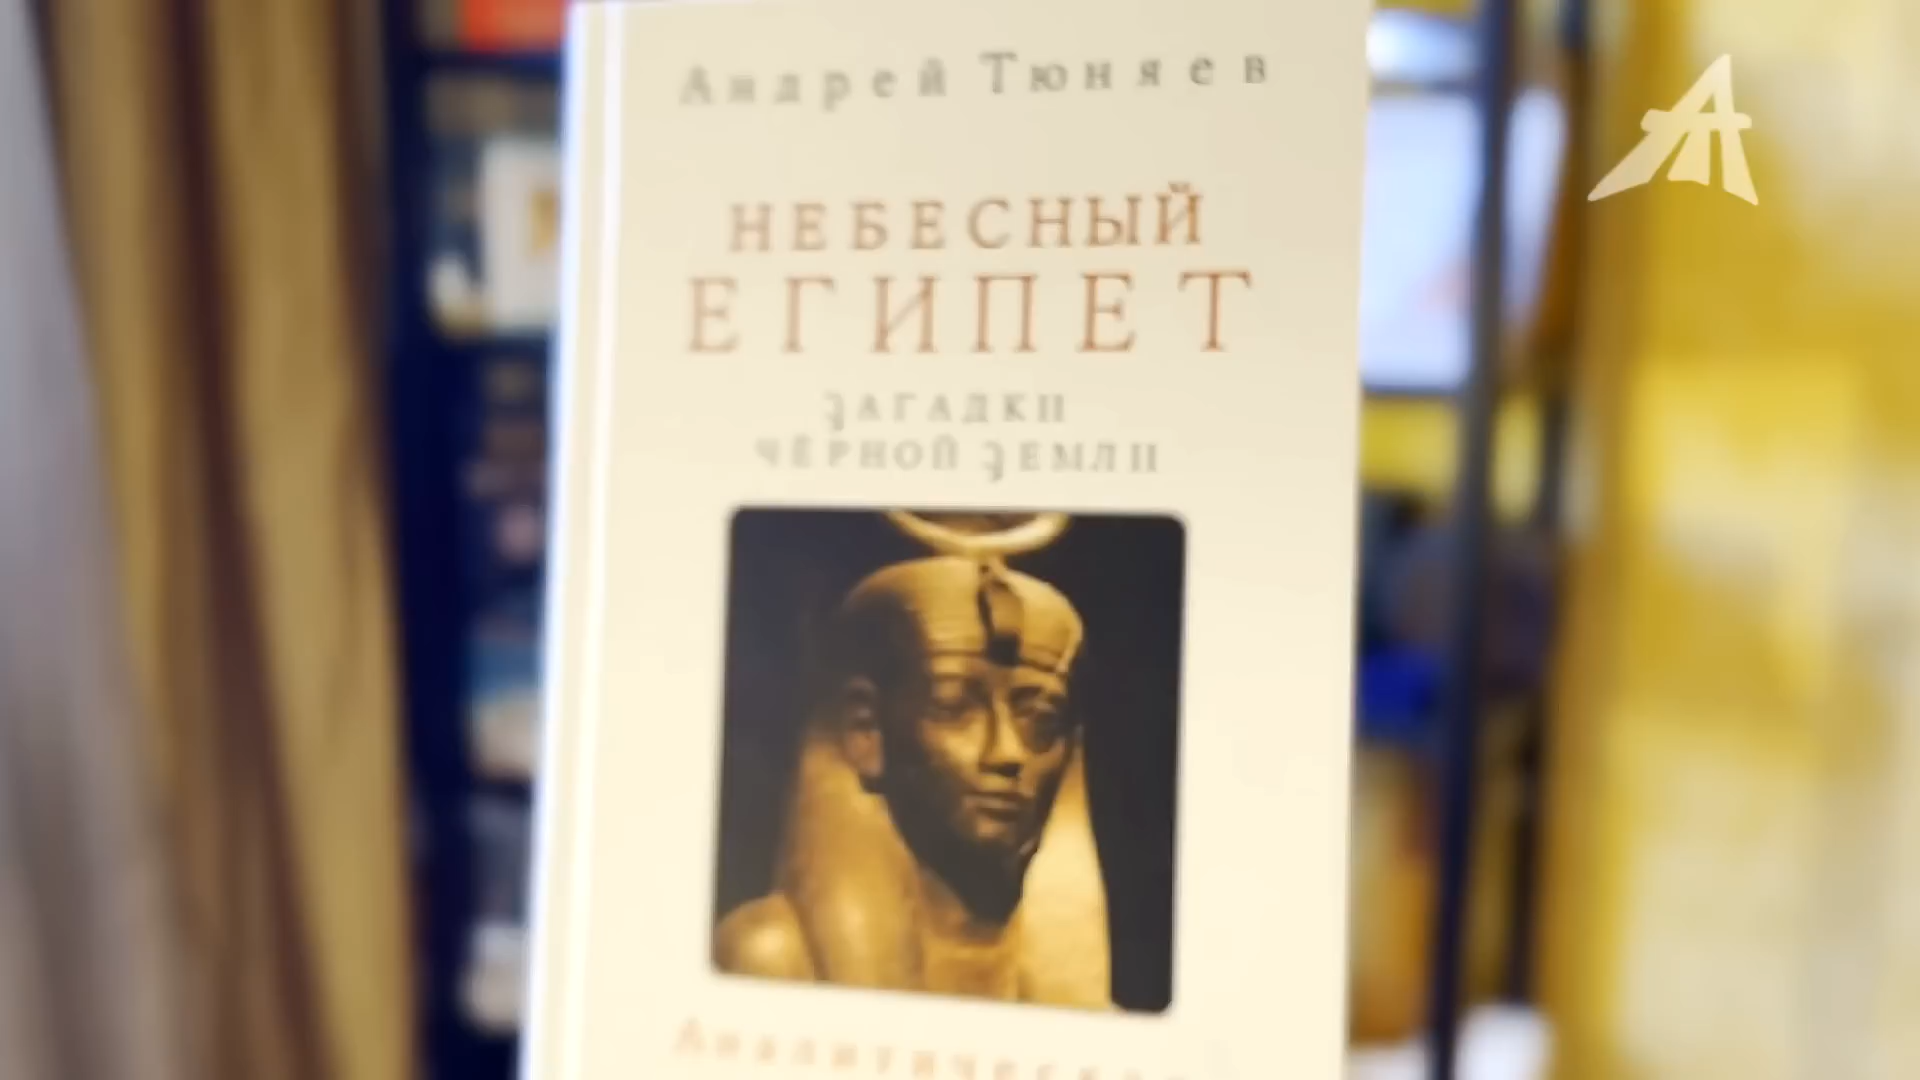 Андрей Тюняев
НЕБЕСНЫЙ
ЕГИПЕТ
ЗАГАДКИ
ЧЁРНОЙ ЗЕМЛИ